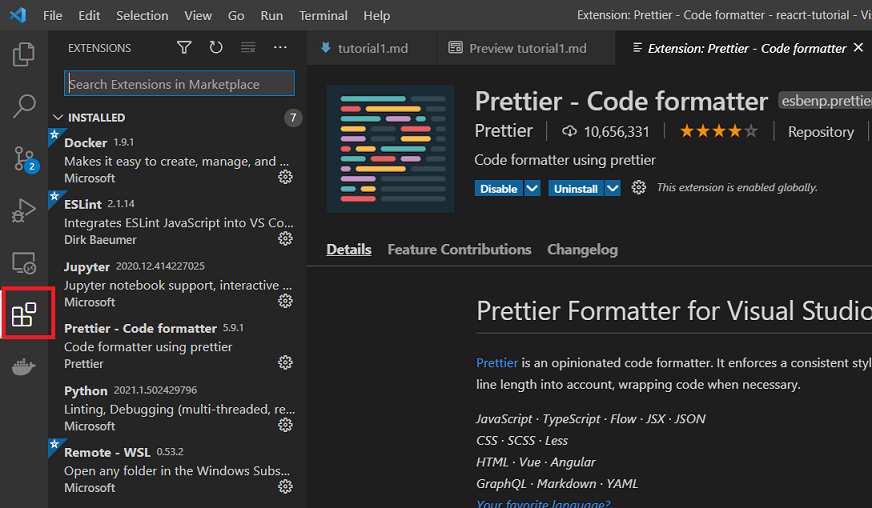 File Edit Selection View Go Run Terminal Help Extension: Prettier - Code formatter - reacrt-tutorial - Vis
EXTENSIONS
tutorial1.md Preview tutorial1.md Extension: Prettier - Code formatter
Search Extensions in Marketplace
INSTALLED 7
Docker 1.9.1
Makes it easy to create, manage, and ...
Microsoft
2
ESLint 2.1.14
Integrates ESLint JavaScript into VS Co...
Dirk Baeumer
Jupyter 2020.12.414227025
Jupyter notebook support, interactive ...
Microsoft
Prettier - Code formatter 5.9.1
Code formatter using prettier
Prettier
Python 2021.1.502429796
Linting, Debugging (multi-threaded, re...
Microsoft
Remote - WSL 0.53.2
Open any folder in the Windows Subs...
Microsoft
Prettier - Code formatter esbenp.prettier
Prettier 10,656,331 Repository
Code formatter using prettier
Disable Uninstall This extension is enabled globally.
Details Feature Contributions Changelog
Prettier Formatter for Visual Studio
Prettier is an opinionated code formatter. It enforces a consistent styl
line length into account, wrapping code when necessary.
JavaScript · TypeScript · Flow · JSX · JSON
CSS · SCSS · Less
HTML · Vue · Angular
GraphQL · Markdown · YAML
Your favorite language?